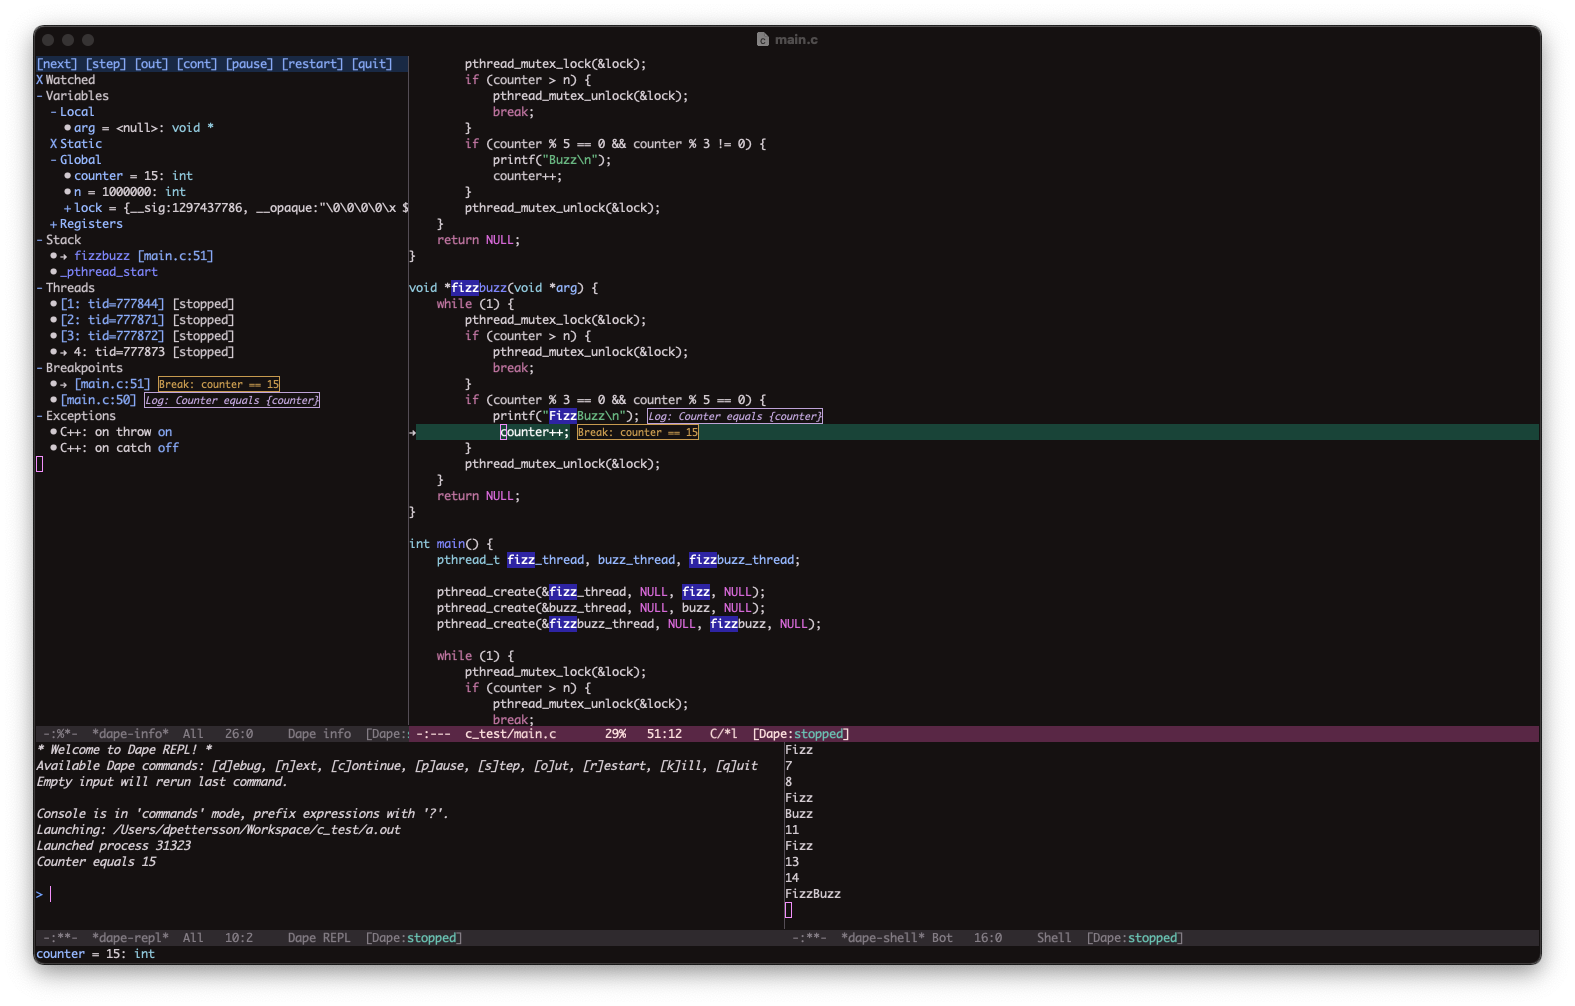 main.c
[next] [step] [out] [cont] [pause] [restart] [quit]
X Watched
- Variables
- Local
arg = <null>: void *
X Static
- Global
counter = 15: int
n = 1000000: int
+ lock = {__sig:1297437786, __opaque:"\0\0\0\0\x $
+ Registers
- Stack
➔ fizzbuzz [main.c:51]
_pthread_start
- Threads
[1: tid=777844] [stopped]
[2: tid=777871] [stopped]
[3: tid=777872] [stopped]
➔ 4: tid=777873 [stopped]
- Breakpoints
➔ [main.c:51] Break: counter == 15
[main.c:50] Log: Counter equals {counter}
- Exceptions
C++: on throw on
C++: on catch off
-:%*-  *dape-info*  All   26:0     Dape info  [Dape:s
pthread_mutex_lock(&lock);
if (counter > n) {
pthread_mutex_unlock(&lock);
break;
}
if (counter % 5 == 0 && counter % 3 != 0) {
printf("Buzz\n");
counter++;
}
pthread_mutex_unlock(&lock);
}
return NULL;
}
void *fizzbuzz(void *arg) {
while (1) {
pthread_mutex_lock(&lock);
if (counter > n) {
pthread_mutex_unlock(&lock);
break;
}
if (counter % 3 == 0 && counter % 5 == 0) {
printf("FizzBuzz\n"); Log: Counter equals {counter}
➔ counter++; Break: counter == 15
}
pthread_mutex_unlock(&lock);
}
return NULL;
}
int main() {
pthread_t fizz_thread, buzz_thread, fizzbuzz_thread;
pthread_create(&fizz_thread, NULL, fizz, NULL);
pthread_create(&buzz_thread, NULL, buzz, NULL);
pthread_create(&fizzbuzz_thread, NULL, fizzbuzz, NULL);
while (1) {
pthread_mutex_lock(&lock);
if (counter > n) {
pthread_mutex_unlock(&lock);
break;
-:---  c_test/main.c       29%   51:12    C/*l  [Dape:stopped]
* Welcome to Dape REPL! *
Available Dape commands: [d]ebug, [n]ext, [c]ontinue, [p]ause, [s]tep, [o]ut, [r]estart, [k]ill, [q]uit
Empty input will rerun last command.
Console is in 'commands' mode, prefix expressions with '?'.
Launching: /Users/dpettersson/Workspace/c_test/a.out
Launched process 31323
Counter equals 15
>
-:**-  *dape-repl*  All   10:2     Dape REPL  [Dape:stopped]
Fizz
7
8
Fizz
Buzz
11
Fizz
13
14
FizzBuzz
-:**-  *dape-shell* Bot   16:0     Shell  [Dape:stopped]
counter = 15: int